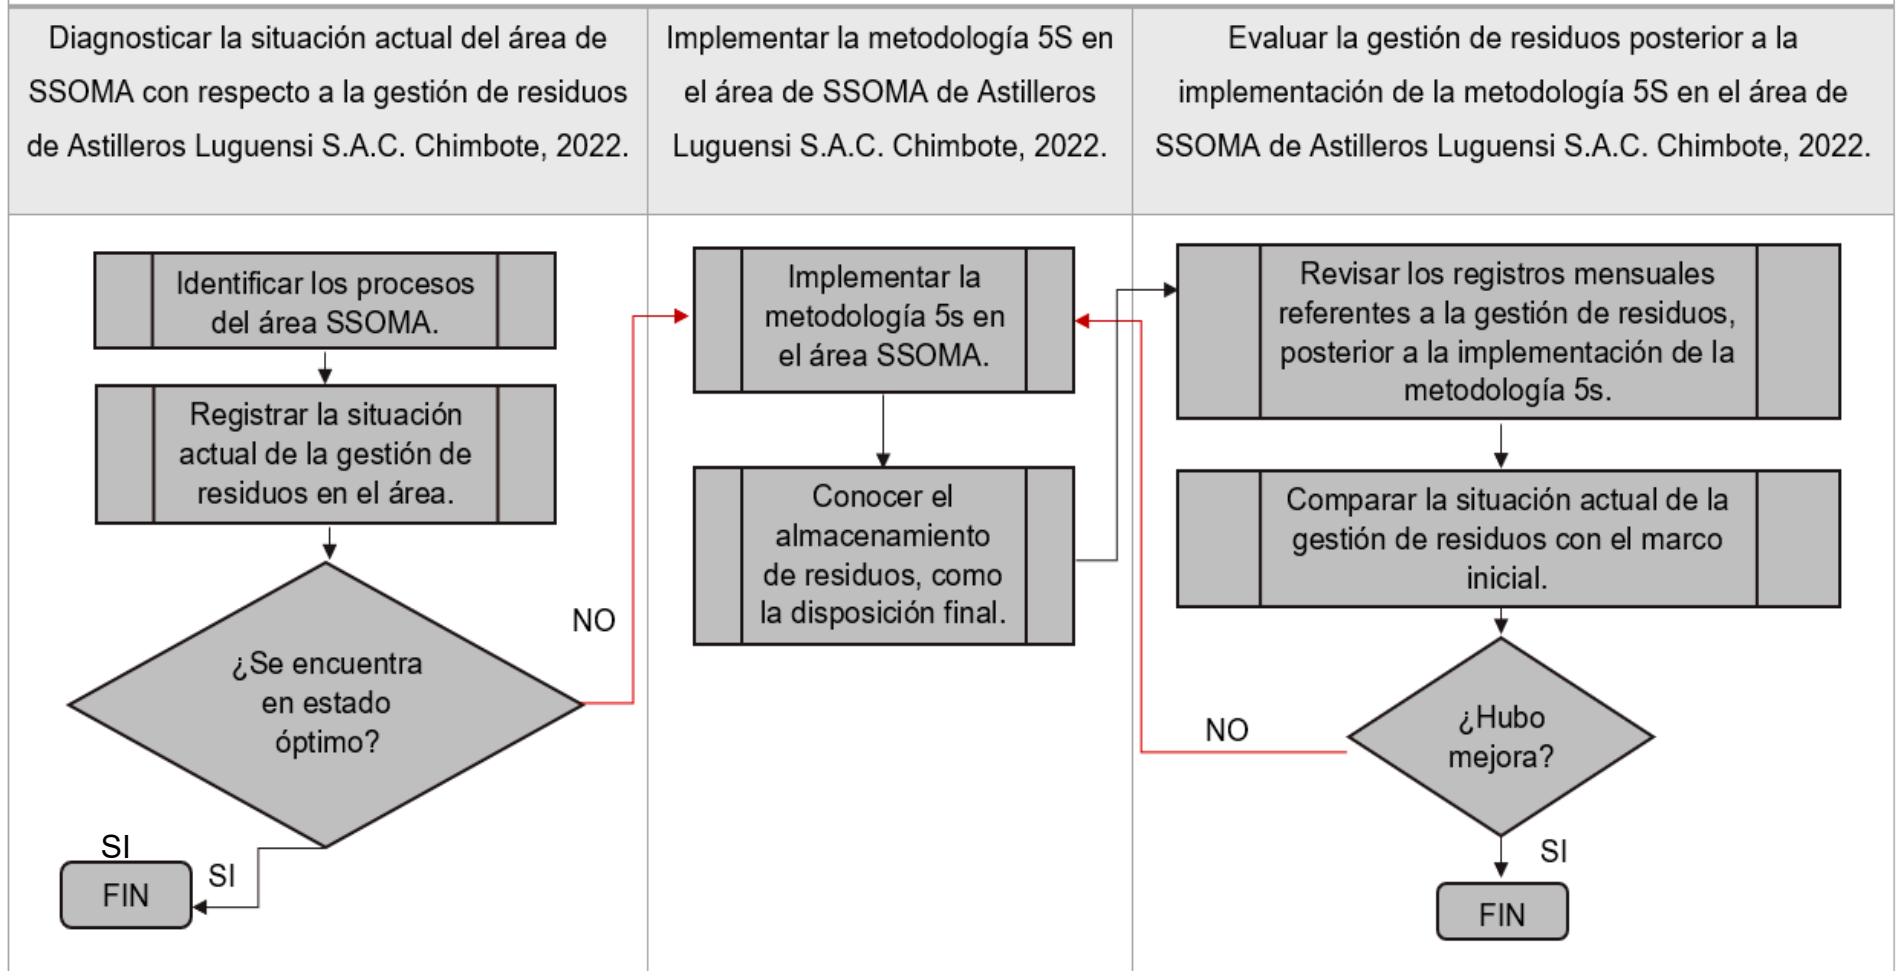 Diagnosticar la situación actual del área de
SSOMA con respecto a la gestión de residuos
de Astilleros Luguensi S.A.C. Chimbote, 2022.
Implementar la metodología 5S en
el área de SSOMA de Astilleros
Luguensi S.A.C. Chimbote, 2022.
Evaluar la gestión de residuos posterior a la
implementación de la metodología 5S en el área de
SSOMA de Astilleros Luguensi S.A.C. Chimbote, 2022.
Identificar los procesos
del área SSOMA.
Registrar la situación
actual de la gestión de
residuos en el área.
¿Se encuentra
en estado
óptimo?
NO
SI
SI
FIN
Implementar la
metodología 5s en
el área SSOMA.
Conocer el
almacenamiento
de residuos, como
la disposición final.
Revisar los registros mensuales
referentes a la gestión de residuos,
posterior a la implementación de la
metodología 5s.
Comparar la situación actual de la
gestión de residuos con el marco
inicial.
¿Hubo
mejora?
NO
SI
FIN